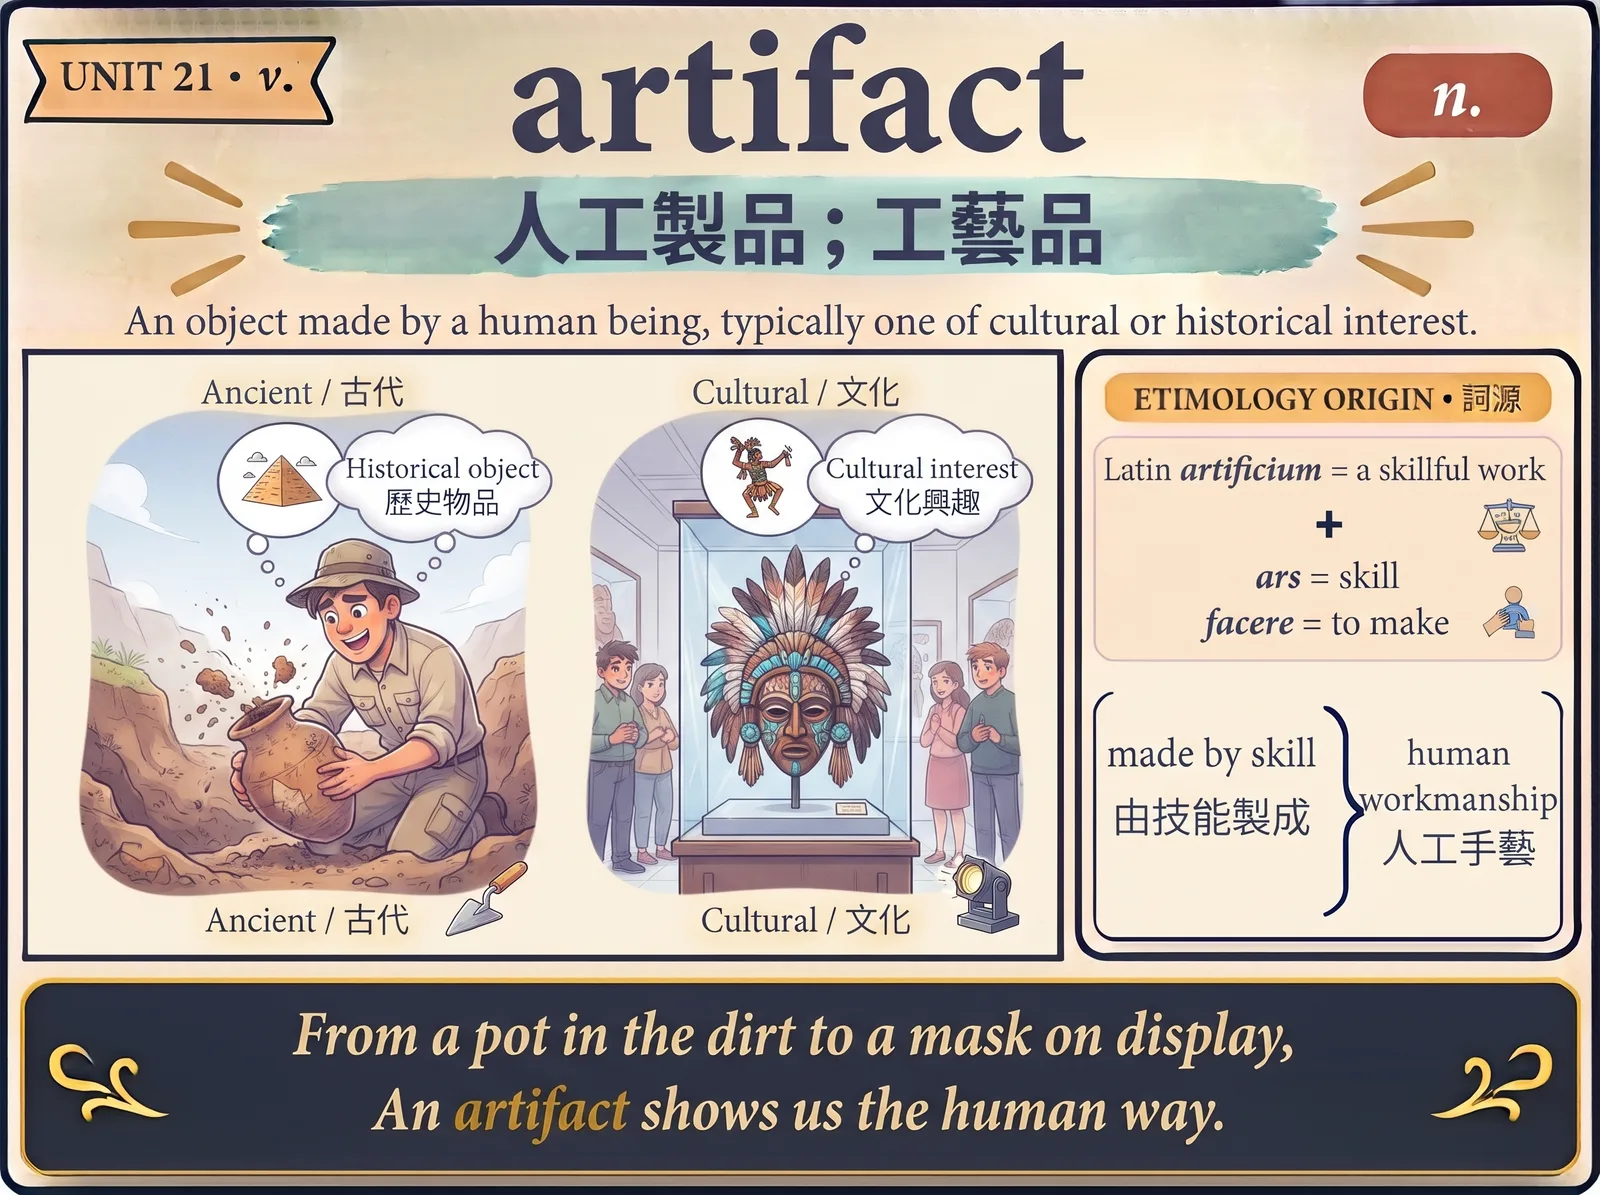 UNIT 21 • v.
artifact
n.
人工製品；工藝品
An object made by a human being, typically one of cultural or historical interest.
Ancient / 古代
Historical object
歷史物品
Ancient / 古代
Cultural / 文化
Cultural interest
文化興趣
Cultural / 文化
ETIMOLOGY ORIGIN • 詞源
Latin artificium = a skillful work
+
ars = skill
facere = to make
made by skill
由技能製成
human
workmanship
人工手藝
From a pot in the dirt to a mask on display,
An artifact shows us the human way.